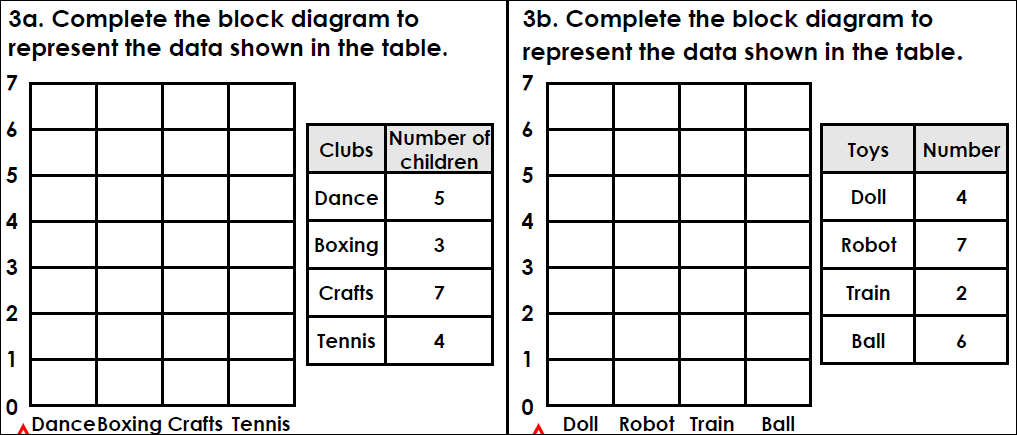 3a. Complete the block diagram to
represent the data shown in the table.
7
6
5
4
3
2
1
0
Dance Boxing Crafts Tennis
Clubs Number of children
Dance 5
Boxing 3
Crafts 7
Tennis 4
3b. Complete the block diagram to
represent the data shown in the table.
7
6
5
4
3
2
1
0
Doll Robot Train Ball
Toys Number
Doll 4
Robot 7
Train 2
Ball 6